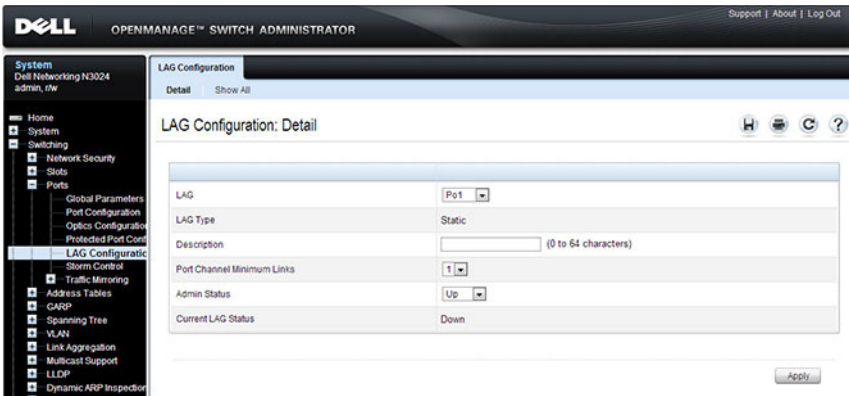 Support | About | Log Out
DELL OPENMANAGE™ SWITCH ADMINISTRATOR
System
Dell Networking N3024
admin, r/w
Home
System
Switching
Network Security
Slots
Ports
Global Parameters
Port Configuration
Optics Configuration
Protected Port Conf
LAG Configuratic
Storm Control
Traffic Mirroring
Address Tables
GARP
Spanning Tree
VLAN
Link Aggregation
Multicast Support
LLDP
Dynamic ARP Inspection
LAG Configuration
Detail Show All
LAG Configuration: Detail
H C ?
LAG Po1
LAG Type Static
Description (0 to 64 characters)
Port Channel Minimum Links 1
Admin Status Up
Current LAG Status Down
Apply